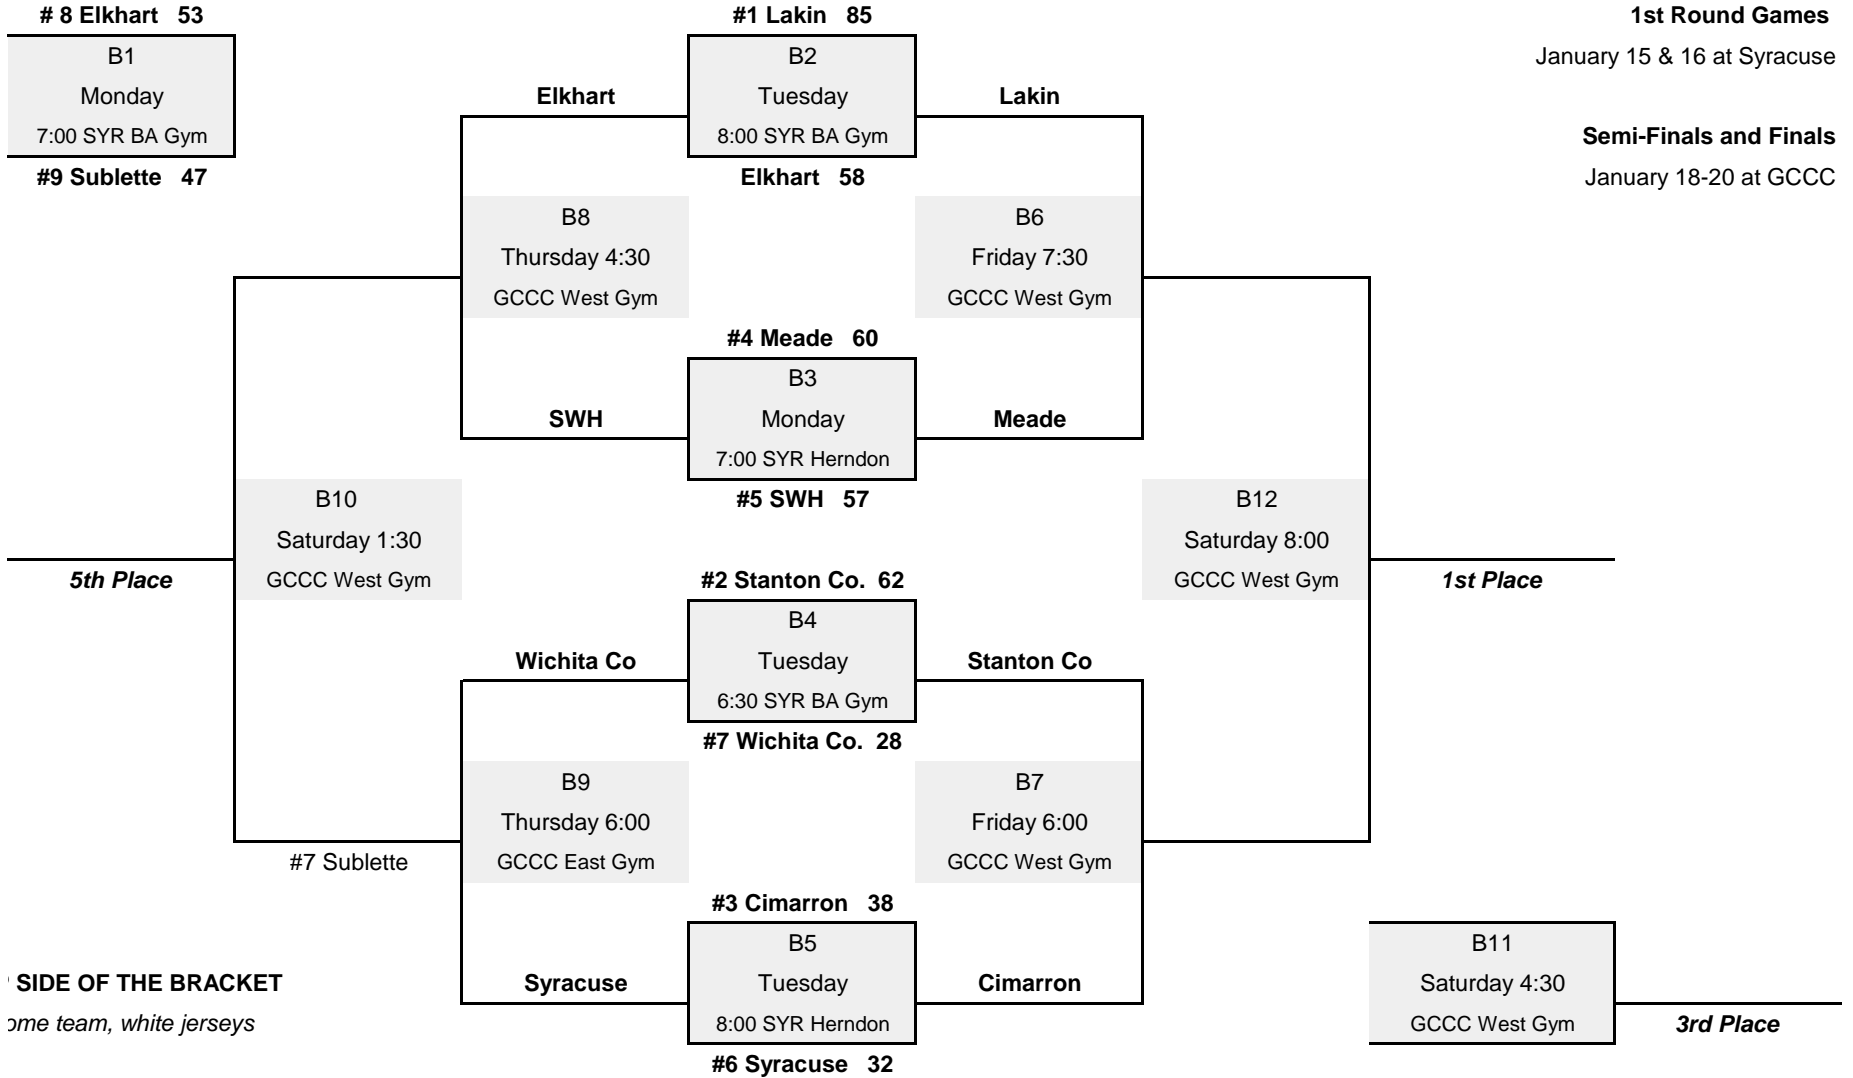 # 8 Elkhart 53
#1 Lakin 85
1st Round Games
B1
B2
January 15 & 16 at Syracuse
Monday
Elkhart
Tuesday
Lakin
7:00 SYR BA Gym
8:00 SYR BA Gym
Semi-Finals and Finals
#9 Sublette 47
Elkhart 58
January 18-20 at GCCC
B8
B6
Thursday 4:30
Friday 7:30
GCCC West Gym
GCCC West Gym
#4 Meade 60
B3
SWH
Monday
Meade
7:00 SYR Herndon
B10
#5 SWH 57
B12
Saturday 1:30
Saturday 8:00
5th Place
GCCC West Gym
#2 Stanton Co. 62
GCCC West Gym
1st Place
B4
Wichita Co
Tuesday
Stanton Co
6:30 SYR BA Gym
#7 Wichita Co. 28
B9
B7
Thursday 6:00
Friday 6:00
#7 Sublette
GCCC East Gym
GCCC West Gym
#3 Cimarron 38
B5
B11
SIDE OF THE BRACKET
Syracuse
Tuesday
Cimarron
Saturday 4:30
ome team, white jerseys
8:00 SYR Herndon
GCCC West Gym
3rd Place
#6 Syracuse 32